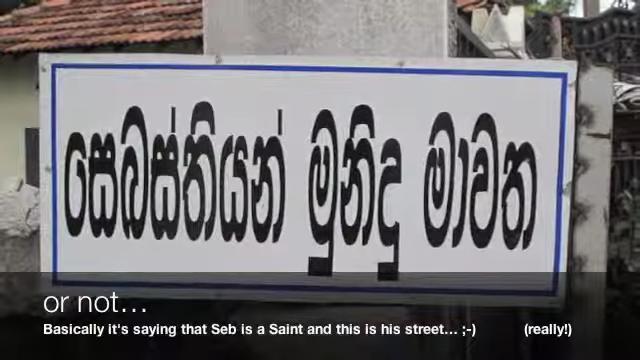 සෙබස්තියන් මුනිඳු මාවත
or not...
Basically it's saying that Seb is a Saint and this is his street... ;-) (really!)